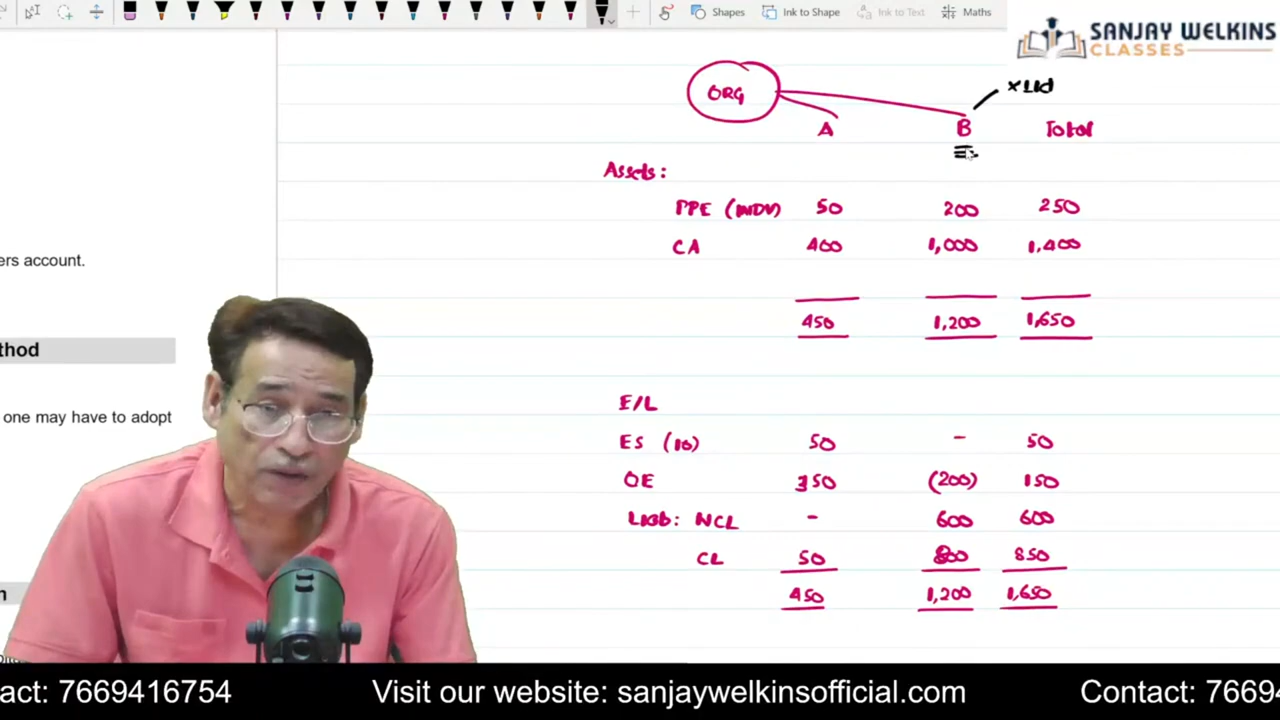 Shapes Ink to Shape Ink to Text Maths
SANJAY WELKINS
CLASSES
ORG
X Ltd
A B Total
Assets:
PPE (WDV) 50 200 250
CA 400 1,000 1,400
450 1,200 1,650
ers account.
thod
one may have to adopt
E/L
ES (10) 50 - 50
OE 350 (200) 150
Liab: NCL - 600 600
CL 50 800 850
450 1,200 1,650
n
tact: 7669416754 Visit our website: sanjaywelkinsofficial.com Contact: 7669